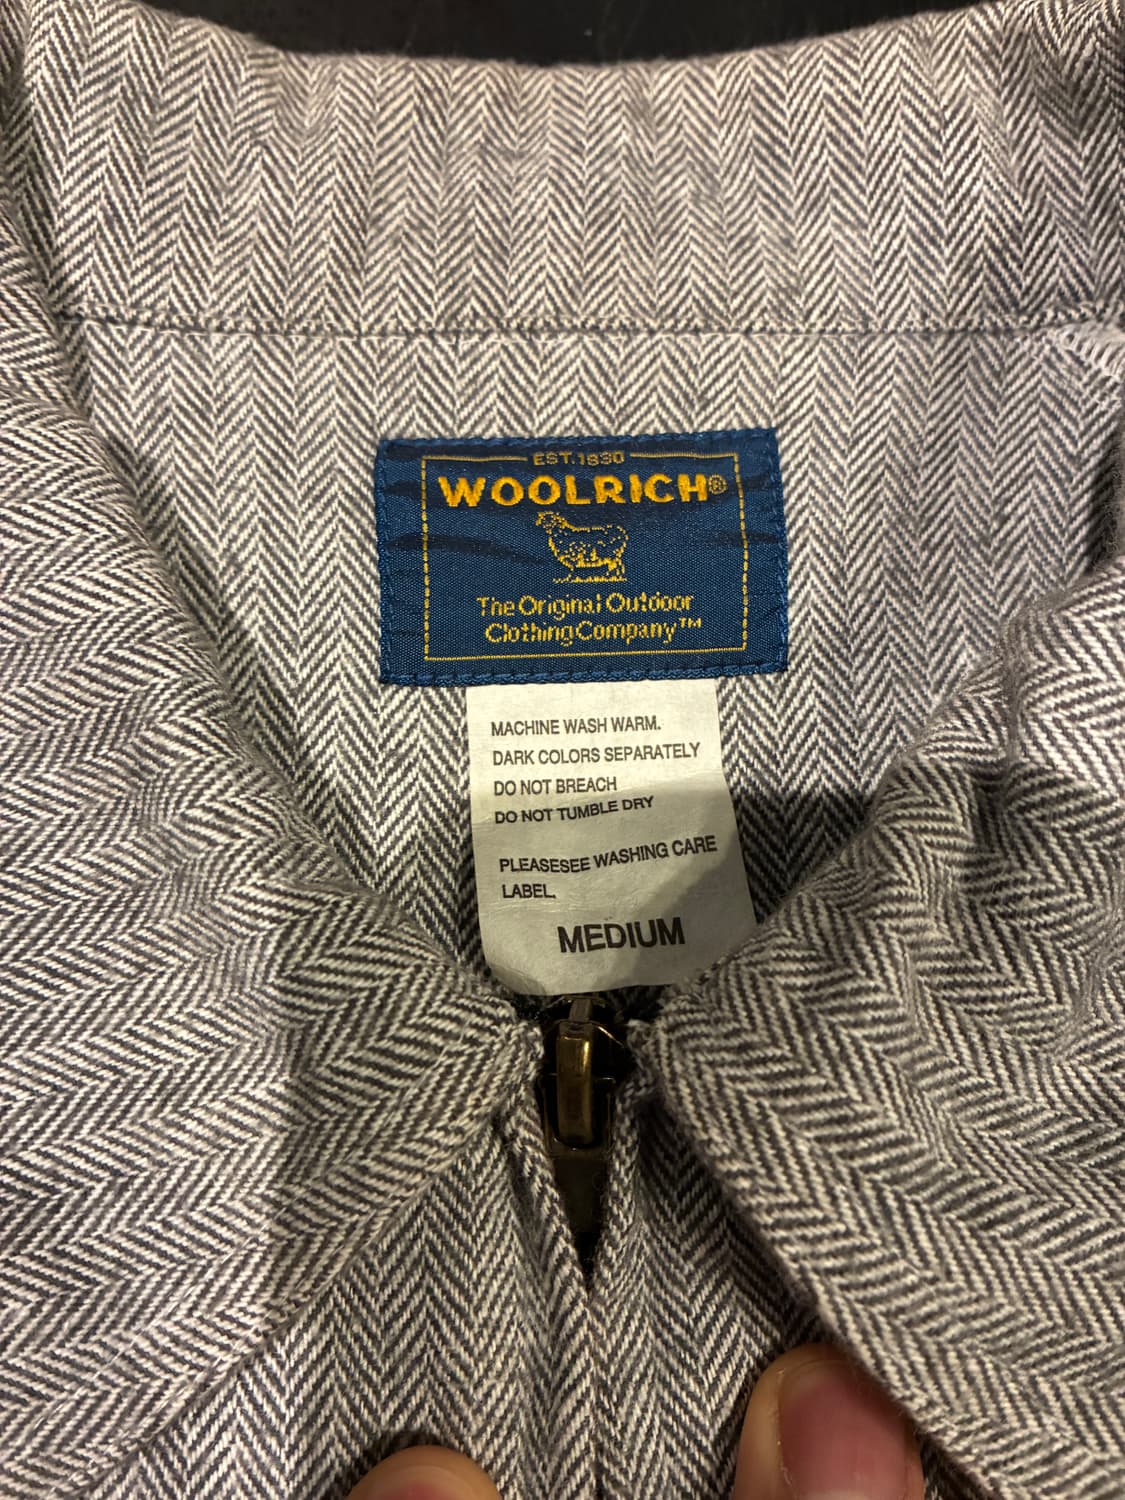 EST. 1830
WOOLRICH®
The Original Outdoor
Clothing Company™
MACHINE WASH WARM.
DARK COLORS SEPARATELY
DO NOT BREACH
DO NOT TUMBLE DRY
PLEASESEE WASHING CARE
LABEL.
MEDIUM